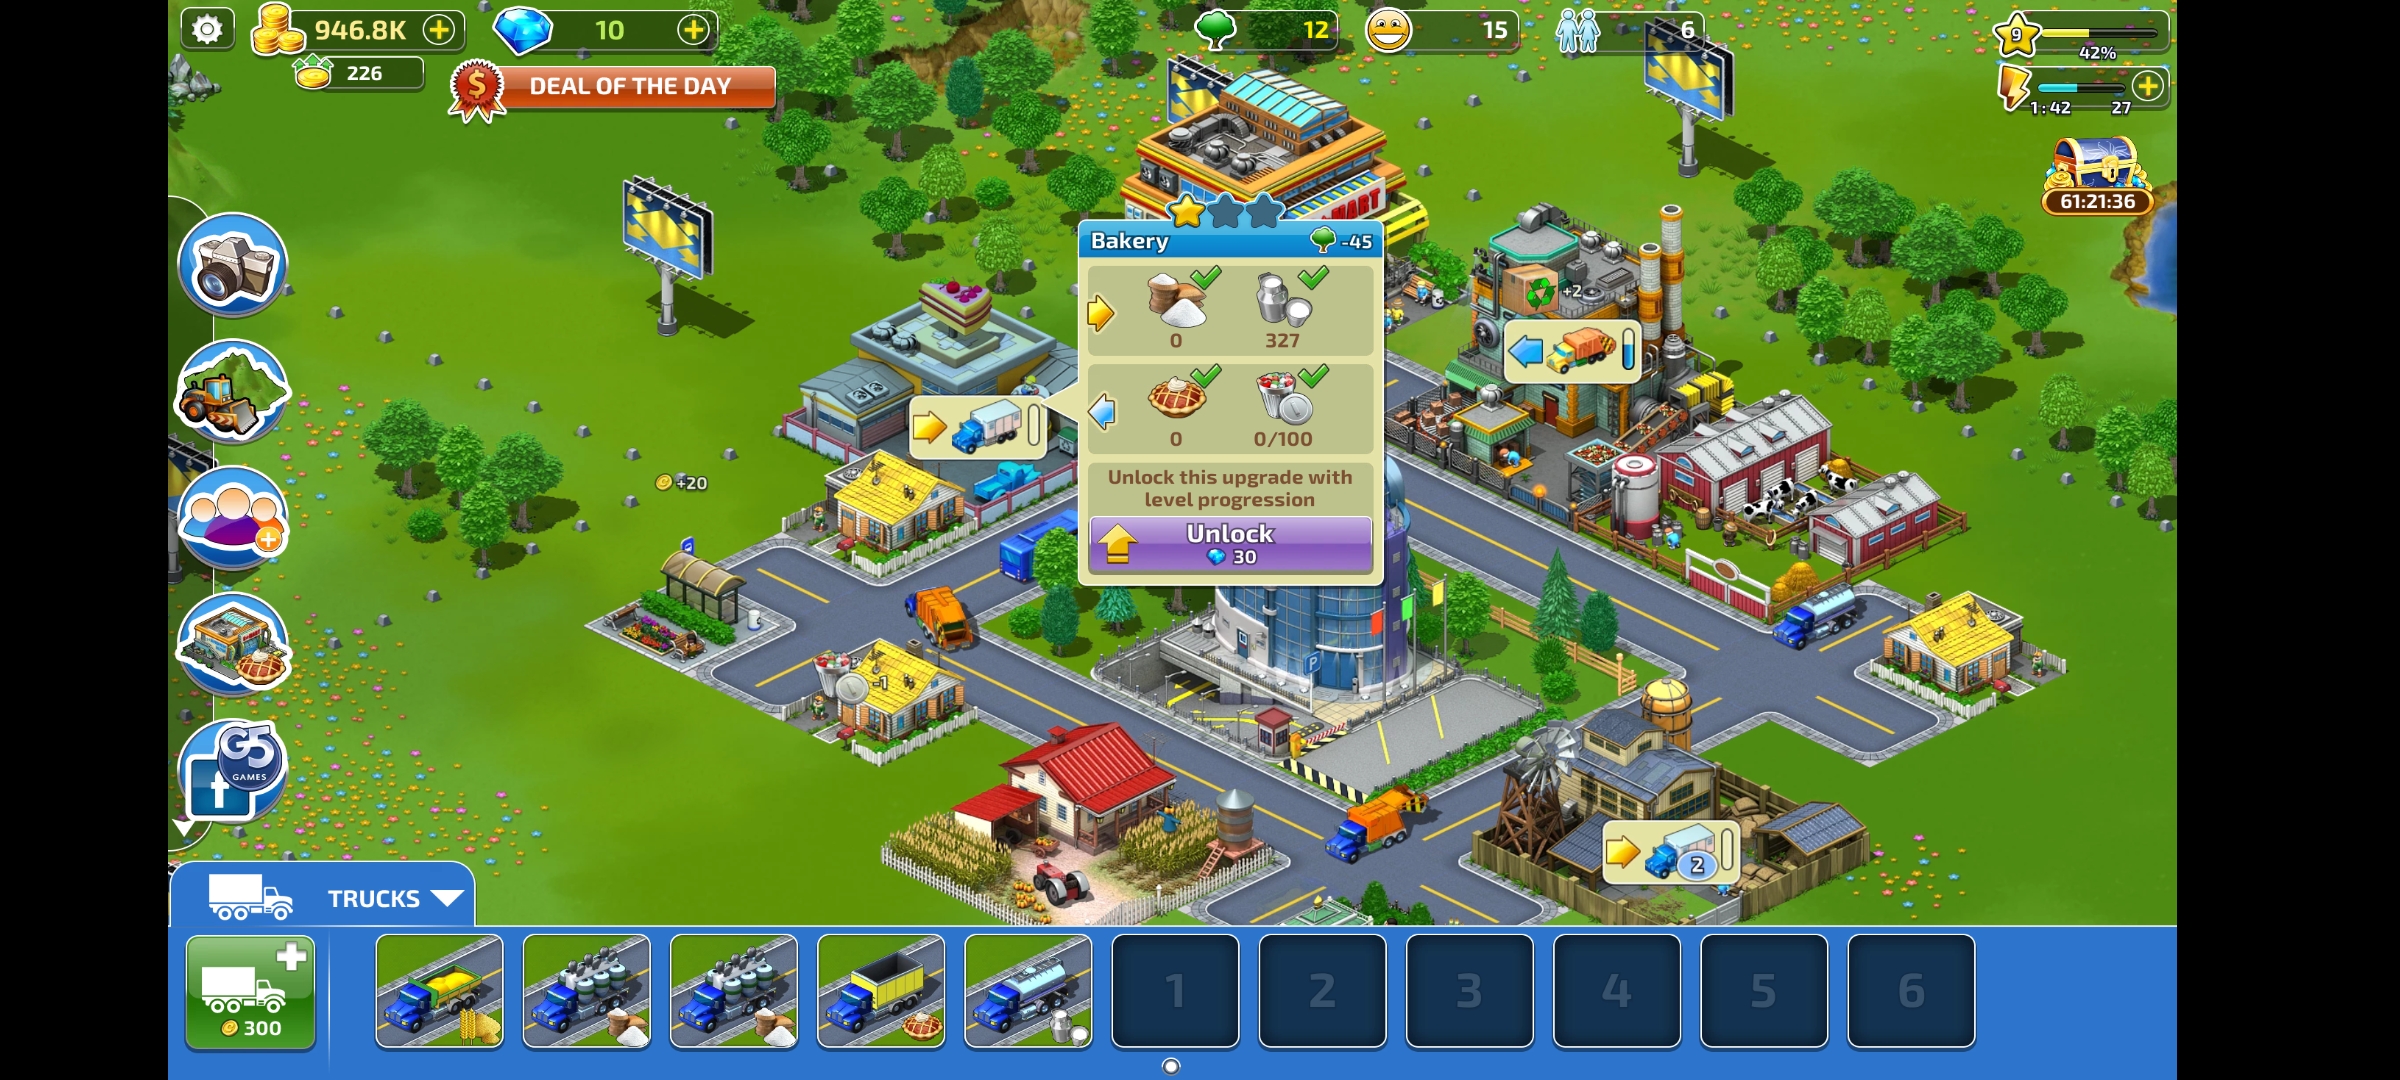 946.8K
10
12
15
6
9
42%
226
DEAL OF THE DAY
1:42
27
61:21:36
MART
Bakery
-45
0
327
0
0/100
Unlock this upgrade with
level progression
Unlock
30
+2
+20
-1
P
2
G5
GAMES
f
TRUCKS
300
1
2
3
4
5
6